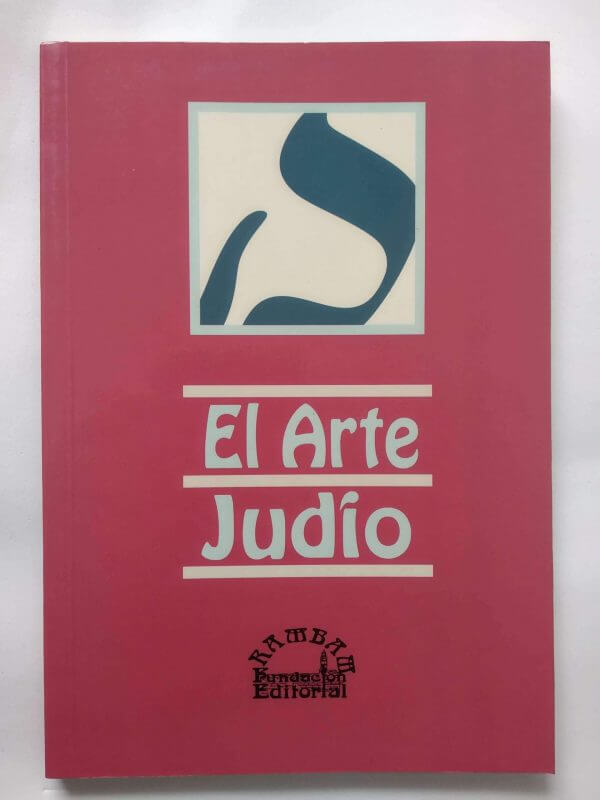 El Arte
Judío
RAMBAM
Fundación
Editorial